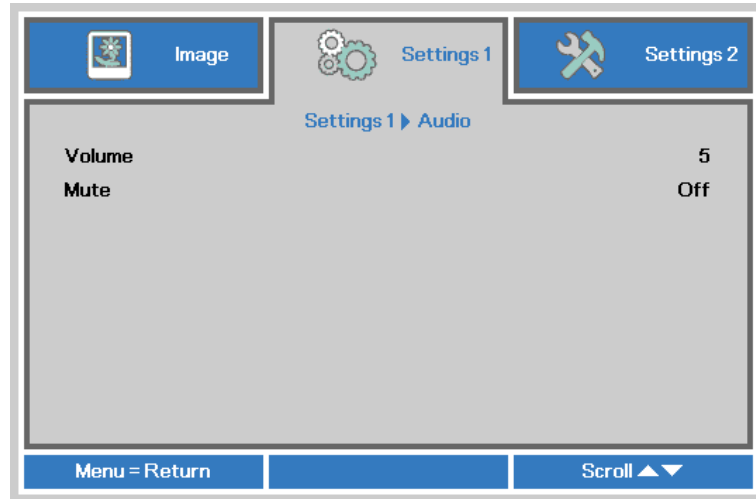 Image
Settings 1
Settings 2
Settings 1 ▶ Audio
Volume 5
Mute Off
Menu = Return
Scroll ▲▼